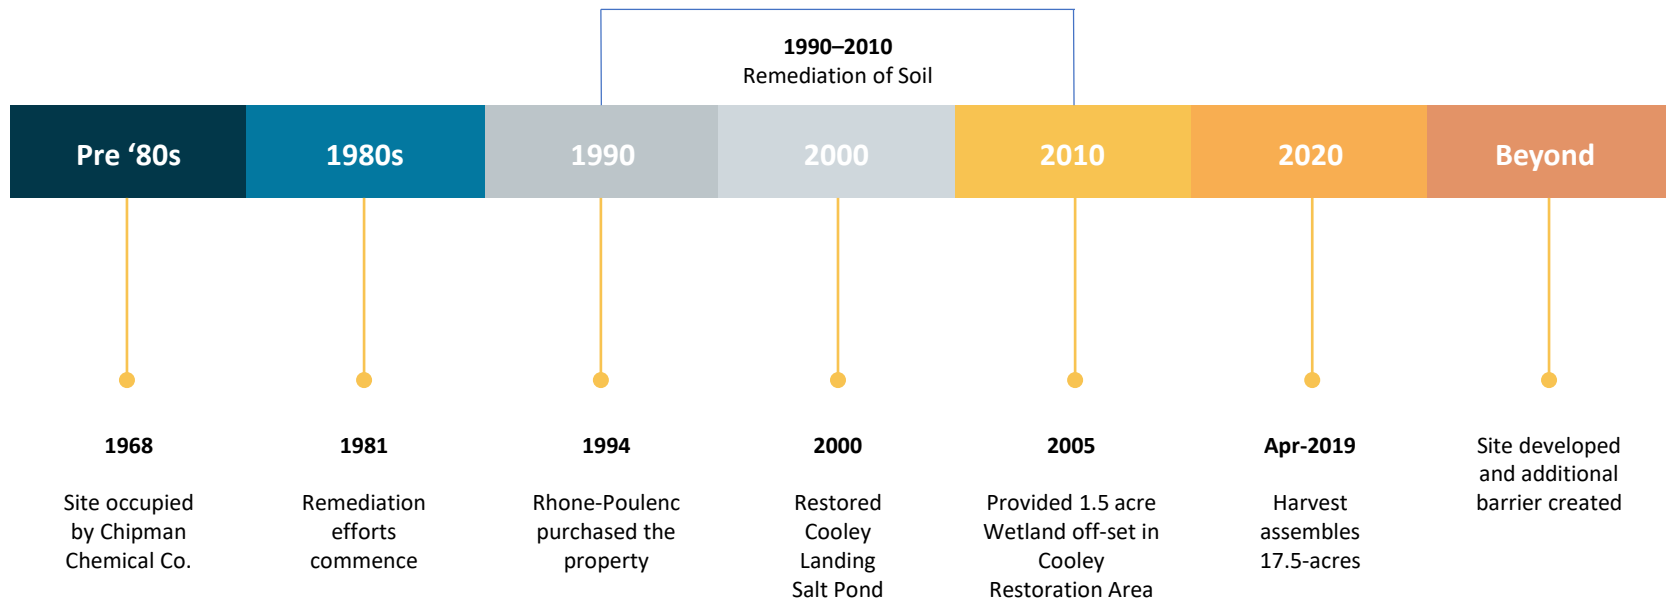 1990–2010
Remediation of Soil
Pre ‘80s
1980s
1990
2000
2010
2020
Beyond
1968
Site occupied
by Chipman
Chemical Co.
1981
Remediation
efforts
commence
1994
Rhone-Poulenc
purchased the
property
2000
Restored
Cooley
Landing
Salt Pond
2005
Provided 1.5 acre
Wetland off-set in
Cooley
Restoration Area
Apr-2019
Harvest
assembles
17.5-acres
Site developed
and additional
barrier created